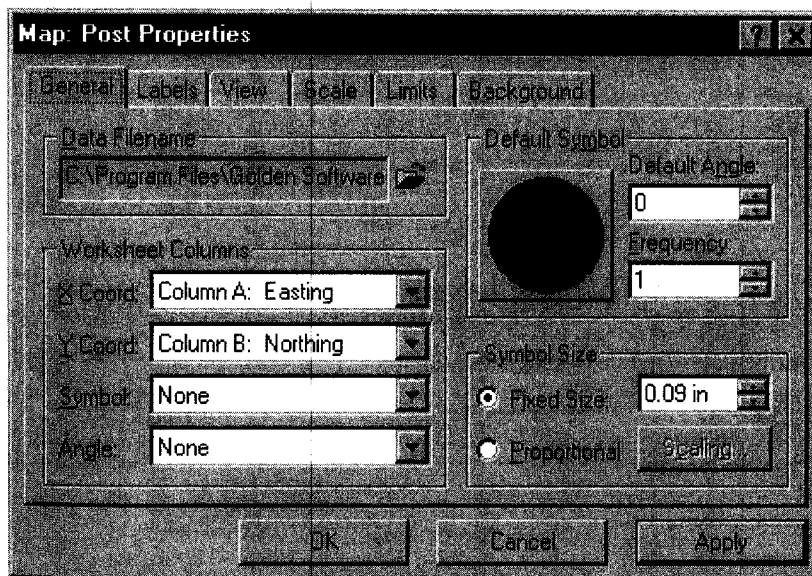 Map: Post Properties
General Labels View Scale Limits Background
Data Filename
C:\Program Files\Golden Software
Worksheet Columns
X Coord: Column A: Easting
Y Coord: Column B: Northing
Symbol: None
Angle: None
Default Symbol
Default Angle:
0
Frequency:
1
Symbol Size
Fixed Size: 0.09 in
Proportional Scaling...
OK Cancel Apply